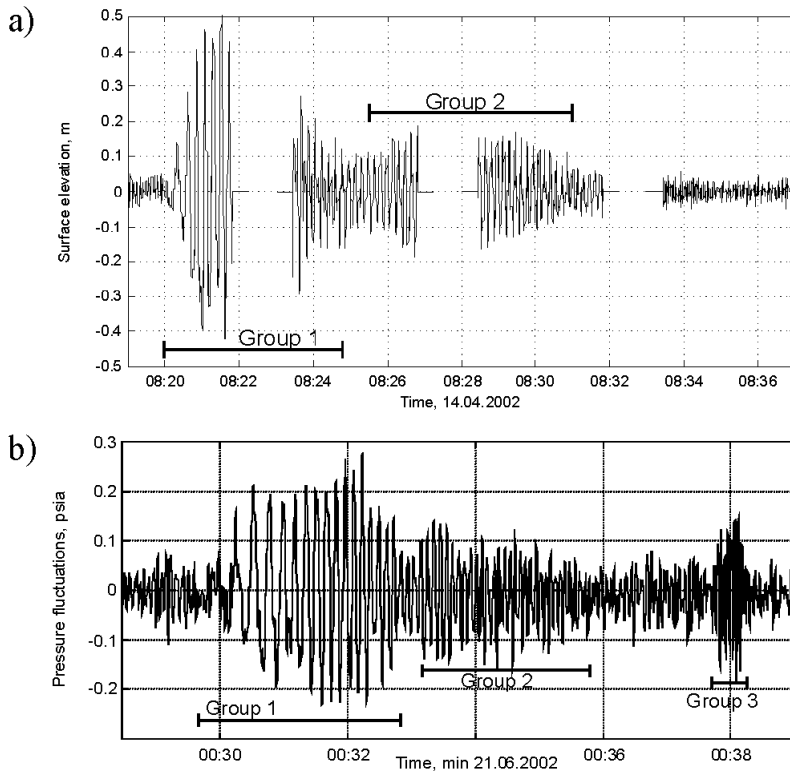 a)
Surface elevation, m
0.5
0.4
0.3
0.2
0.1
0
-0.1
-0.2
-0.3
-0.4
-0.5
Group 2
Group 1
08:20 08:22 08:24 08:26 08:28 08:30 08:32 08:34 08:36
Time, 14.04.2002
b)
Pressure fluctuations, psia
0.3
0.2
0.1
0
-0.1
-0.2
Group 1
Group 2
Group 3
00:30 00:32 00:36 00:38
Time, min 21.06.2002